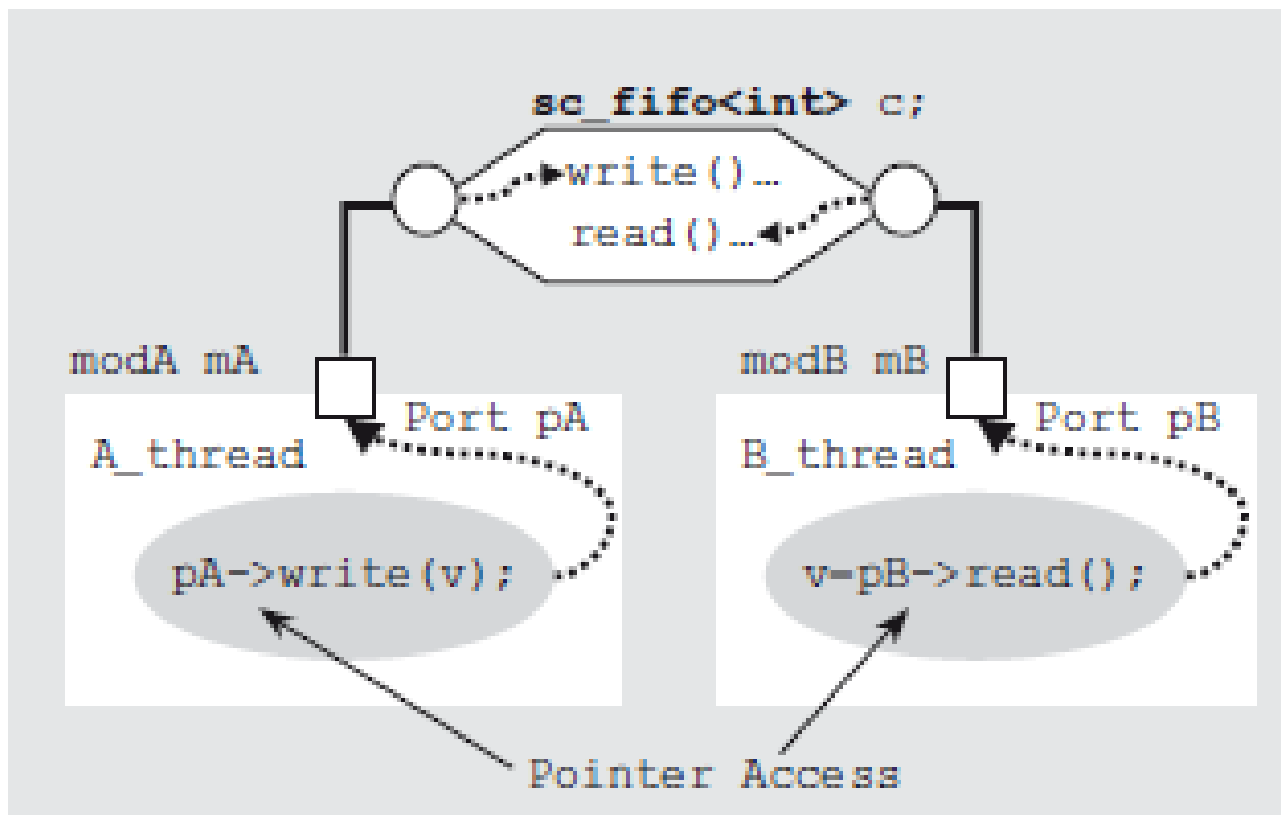 sc_fifo<int> c;
write()…
read()…
modA mA
modB mB
Port pA
Port pB
A_thread
B_thread
pA->write(v);
v=pB->read();
Pointer Access